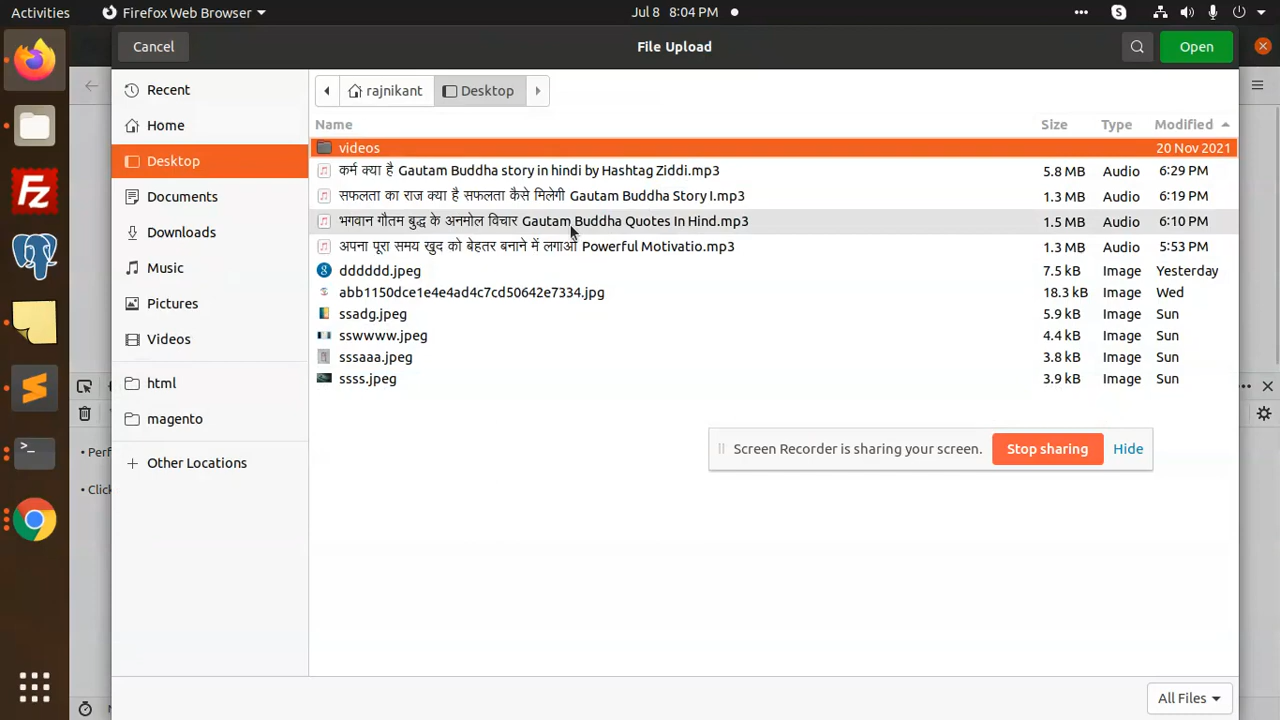 Activities Firefox Web Browser Jul 8 8:04 PM
Cancel File Upload Open
Recent rajnikant Desktop
Name Size Type Modified
Home
videos 20 Nov 2021
Desktop
कर्म क्या है Gautam Buddha story in hindi by Hashtag Ziddi.mp3 5.8 MB Audio 6:29 PM
Documents
सफलता का राज क्या है सफलता कैसे मिलेगी Gautam Buddha Story I.mp3 1.3 MB Audio 6:19 PM
भगवान गौतम बुद्ध के अनमोल विचार Gautam Buddha Quotes In Hind.mp3 1.5 MB Audio 6:10 PM
Downloads
अपना पूरा समय खुद को बेहतर बनाने में लगाओ Powerful Motivatio.mp3 1.3 MB Audio 5:53 PM
Music
dddddd.jpeg 7.5 kB Image Yesterday
abb1150dce1e4e4ad4c7cd50642e7334.jpg 18.3 kB Image Wed
Pictures
ssadg.jpeg 5.9 kB Image Sun
Videos
sswwww.jpeg 4.4 kB Image Sun
sssaaa.jpeg 3.8 kB Image Sun
html
ssss.jpeg 3.9 kB Image Sun
magento
Screen Recorder is sharing your screen. Stop sharing Hide
• Perf
Other Locations
• Click
All Files